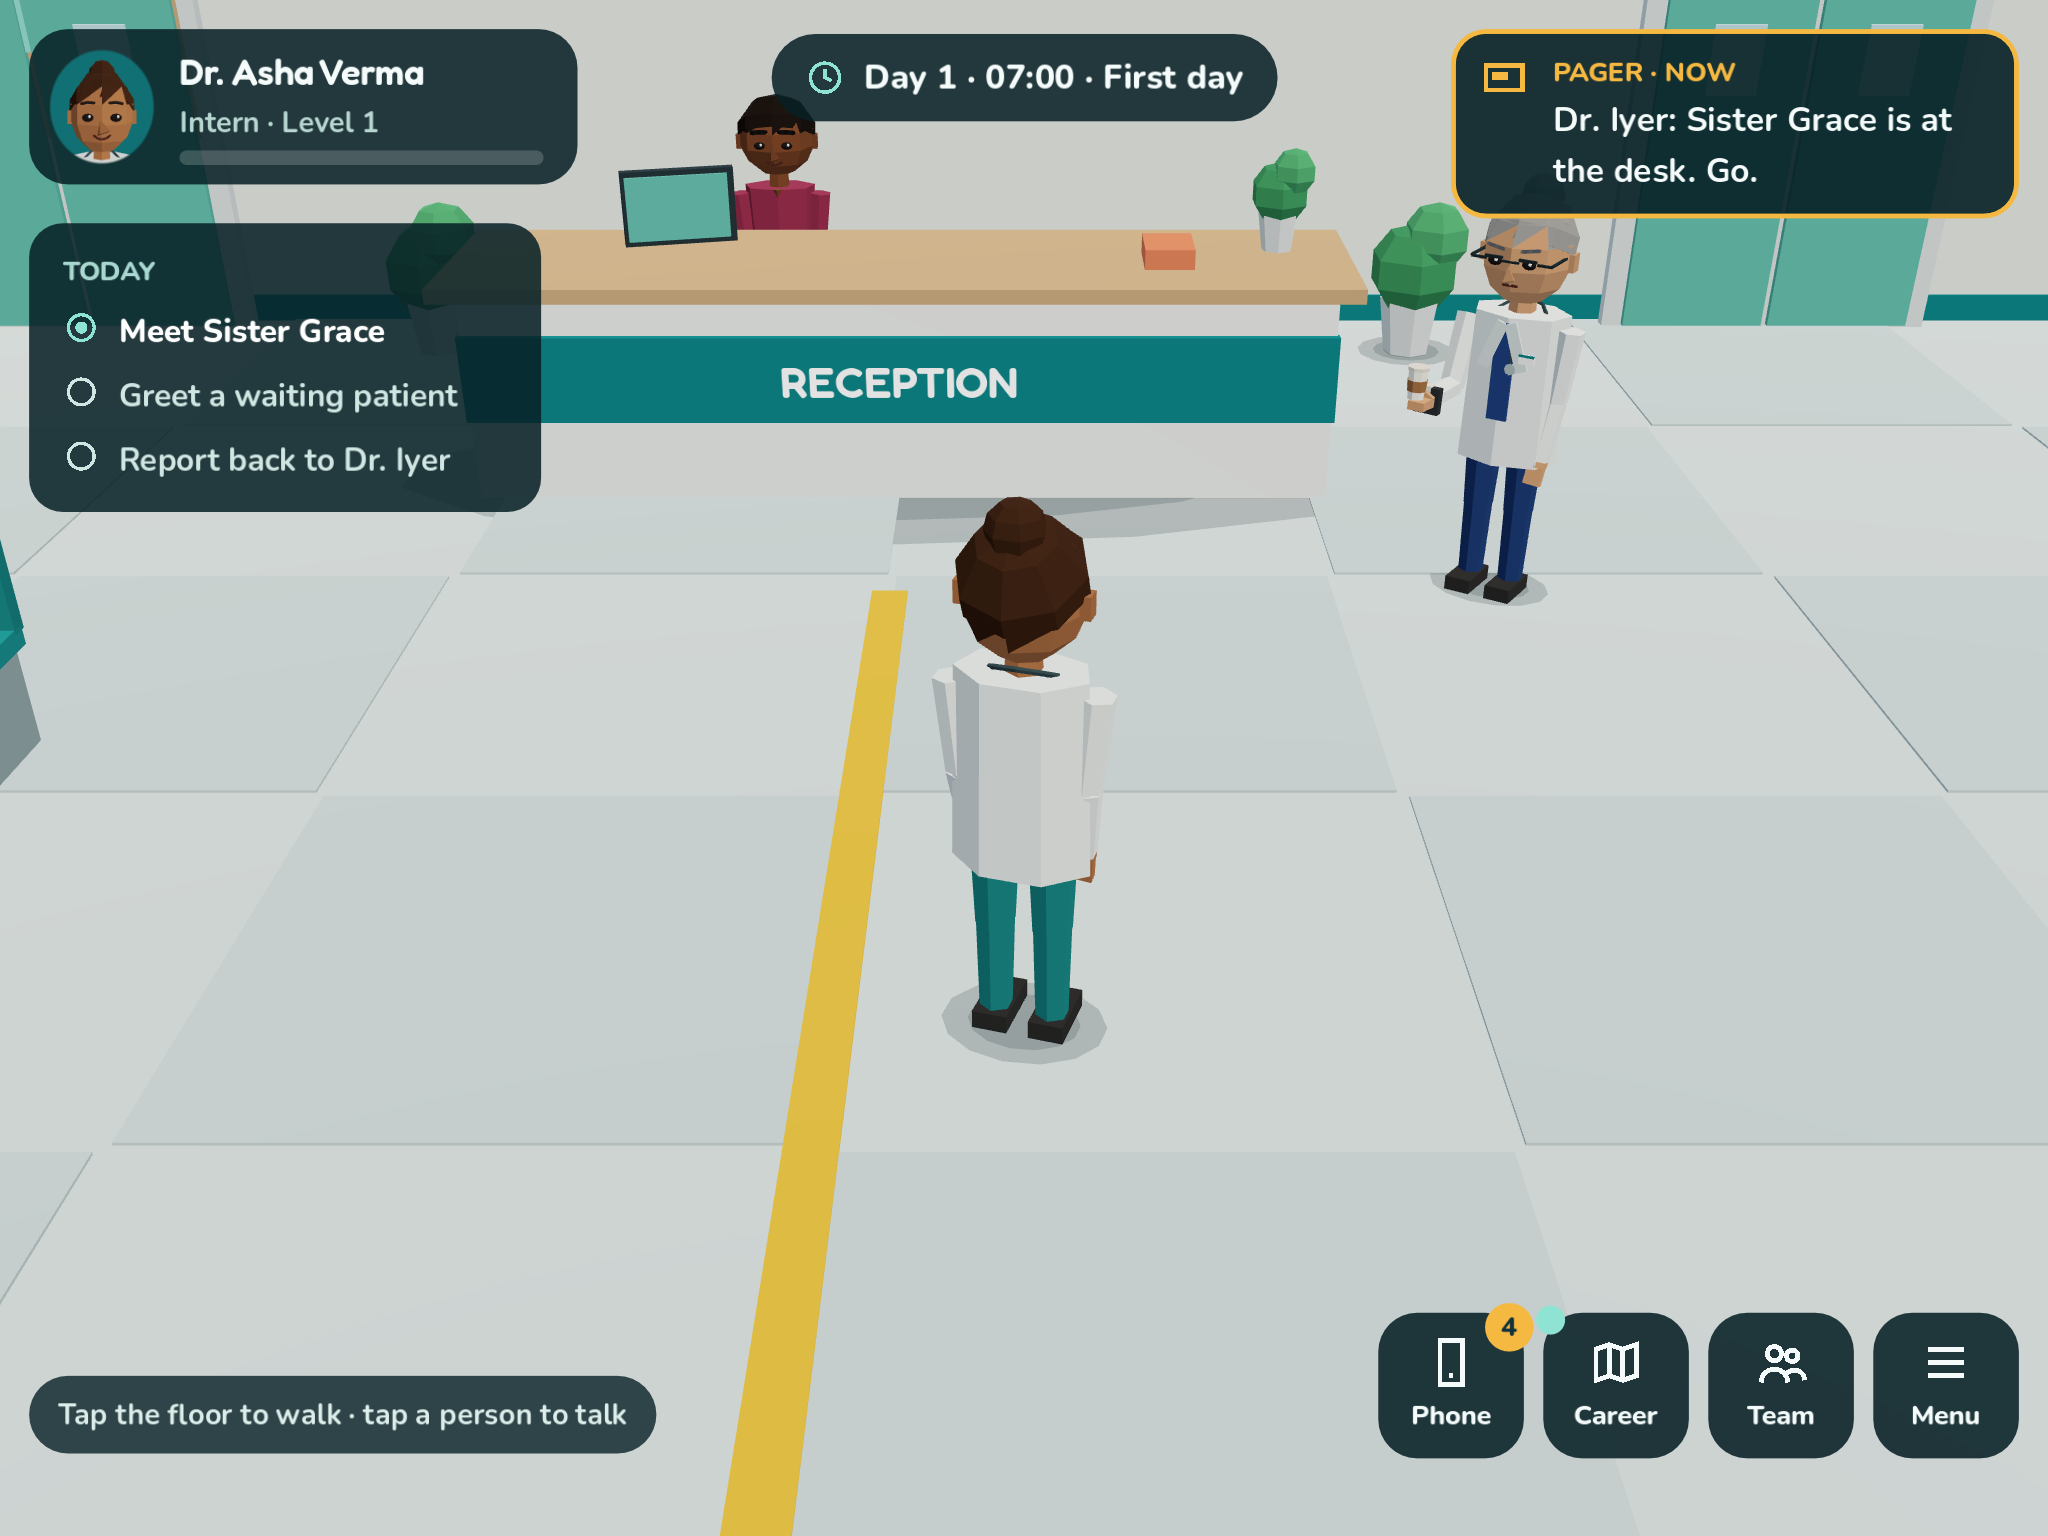 Dr. Asha Verma
Intern · Level 1
Day 1 · 07:00 · First day
PAGER · NOW
Dr. Iyer: Sister Grace is at
the desk. Go.
TODAY
Meet Sister Grace
Greet a waiting patient
Report back to Dr. Iyer
RECEPTION
Tap the floor to walk · tap a person to talk
4
Phone
Career
Team
Menu